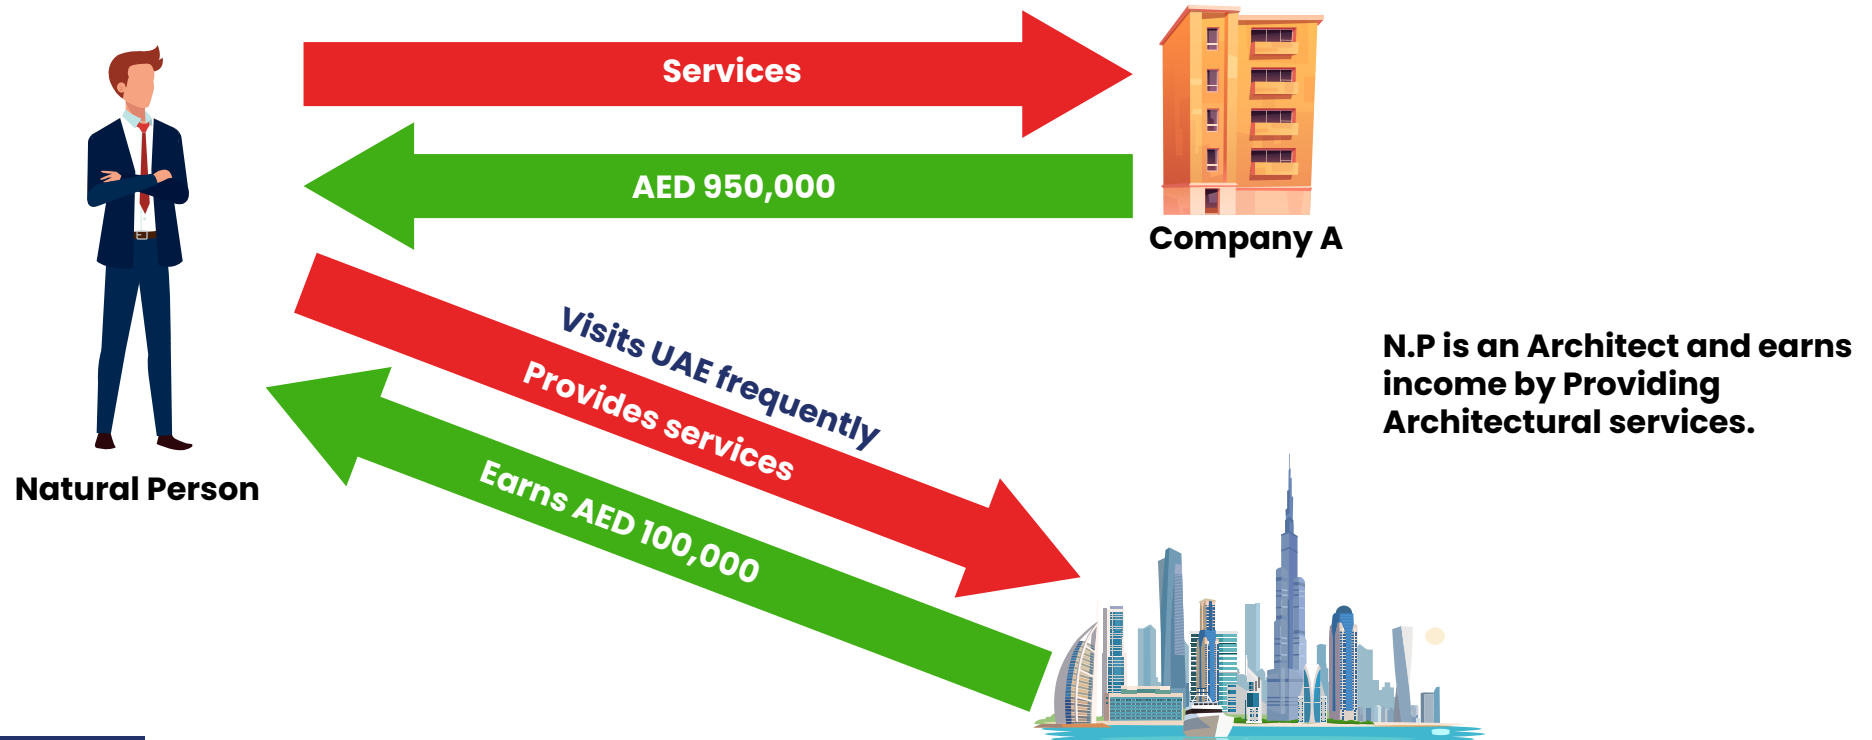 Services
AED 950,000
Company A
Visits UAE frequently
Provides services
Earns AED 100,000
Natural Person
N.P is an Architect and earns
income by Providing
Architectural services.